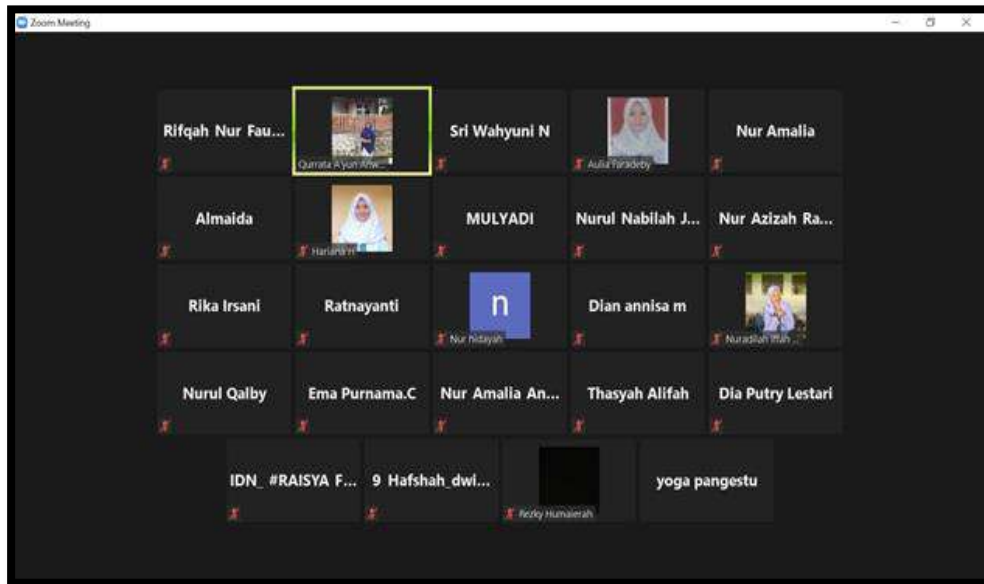 Zoom Meeting
Rifqah Nur Fau...
Qurrata A'yun Anw...
Sri Wahyuni N
Aulia Faradeby
Nur Amalia
Almaida
Hariana H
MULYADI
Nurul Nabilah J...
Nur Azizah Ra...
Rika Irsani
Ratnayanti
n
Nur hidayah
Dian annisa m
Nuradilah Iffah ...
Nurul Qalby
Ema Purnama.C
Nur Amalia An...
Thasyah Alifah
Dia Putry Lestari
IDN_ #RAISYA F...
9 Hafshah_dwi...
Rezky Humaierah
yoga pangestu